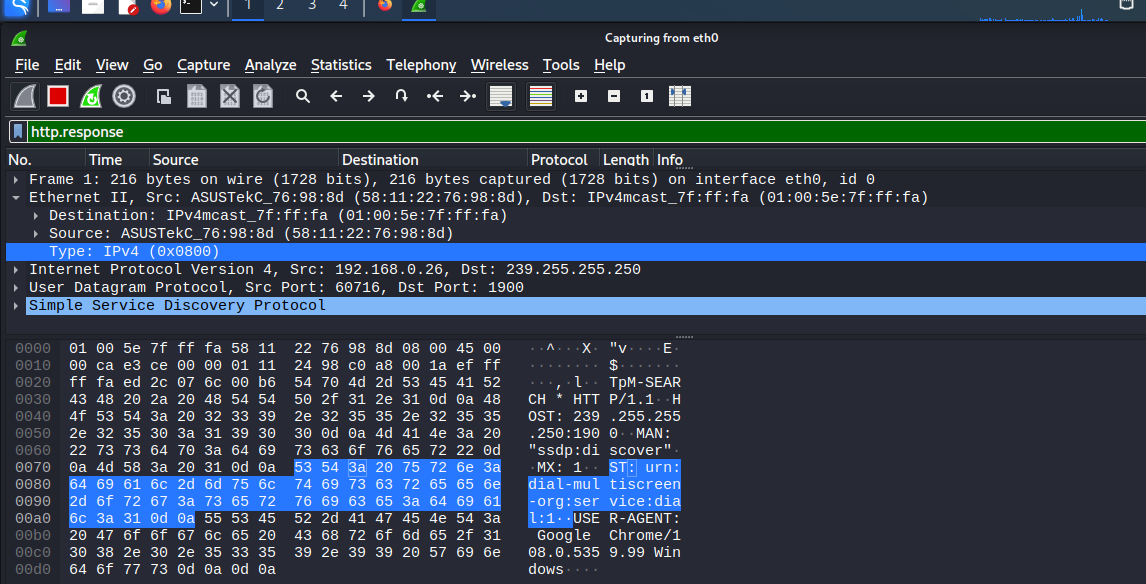 1 2 3 4
Capturing from eth0
File Edit View Go Capture Analyze Statistics Telephony Wireless Tools Help
http.response
No. Time Source Destination Protocol Length Info
Frame 1: 216 bytes on wire (1728 bits), 216 bytes captured (1728 bits) on interface eth0, id 0
Ethernet II, Src: ASUSTekC_76:98:8d (58:11:22:76:98:8d), Dst: IPv4mcast_7f:ff:fa (01:00:5e:7f:ff:fa)
Destination: IPv4mcast_7f:ff:fa (01:00:5e:7f:ff:fa)
Source: ASUSTekC_76:98:8d (58:11:22:76:98:8d)
Type: IPv4 (0x0800)
Internet Protocol Version 4, Src: 192.168.0.26, Dst: 239.255.255.250
User Datagram Protocol, Src Port: 60716, Dst Port: 1900
Simple Service Discovery Protocol
0000 01 00 5e 7f ff fa 58 11 22 76 98 8d 08 00 45 00 ··^···X· "v····E·
0010 00 ca e3 ce 00 00 01 11 24 98 c0 a8 00 1a ef ff ········ $·······
0020 ff fa ed 2c 07 6c 00 b6 54 70 4d 2d 53 45 41 52 ···,·l·· TpM-SEAR
0030 43 48 20 2a 20 48 54 54 50 2f 31 2e 31 0d 0a 48 CH * HTT P/1.1··H
0040 4f 53 54 3a 20 32 33 39 2e 32 35 35 2e 32 35 35 OST: 239 .255.255
0050 2e 32 35 30 3a 31 39 30 30 0d 0a 4d 41 4e 3a 20 .250:190 0··MAN:
0060 22 73 73 64 70 3a 64 69 73 63 6f 76 65 72 22 0d "ssdp:di scover"·
0070 0a 4d 58 3a 20 31 0d 0a 53 54 3a 20 75 72 6e 3a ·MX: 1·· ST: urn:
0080 64 69 61 6c 2d 6d 75 6c 74 69 73 63 72 65 65 6e dial-mul tiscreen
0090 2d 6f 72 67 3a 73 65 72 76 69 63 65 3a 64 69 61 -org:ser vice:dia
00a0 6c 3a 31 0d 0a 55 53 45 52 2d 41 47 45 4e 54 3a l:1··USE R-AGENT:
00b0 20 47 6f 6f 67 6c 65 20 43 68 72 6f 6d 65 2f 31 Google Chrome/1
00c0 30 38 2e 30 2e 35 33 35 39 2e 39 39 20 57 69 6e 08.0.535 9.99 Win
00d0 64 6f 77 73 0d 0a 0d 0a dows····